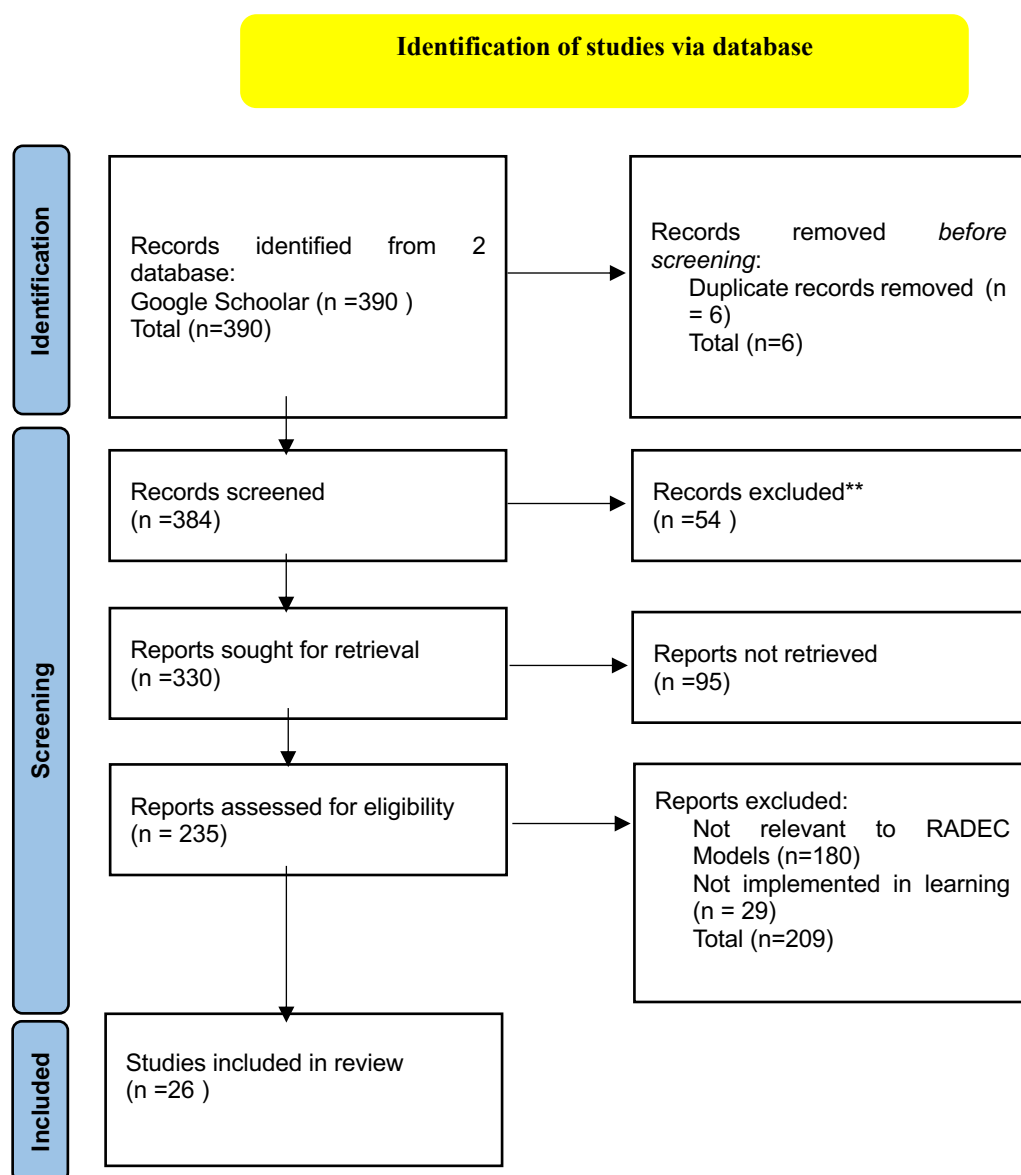 Identification of studies via database
Identification
Records identified from 2
database:
Google Schoolar (n =390 )
Total (n=390)
Records removed before
screening:
Duplicate records removed (n
= 6)
Total (n=6)
Screening
Records screened
(n =384)
Records excluded**
(n =54 )
Reports sought for retrieval
(n =330)
Reports not retrieved
(n =95)
Reports assessed for eligibility
(n = 235)
Reports excluded:
Not relevant to RADEC
Models (n=180)
Not implemented in learning
(n = 29)
Total (n=209)
Included
Studies included in review
(n =26 )